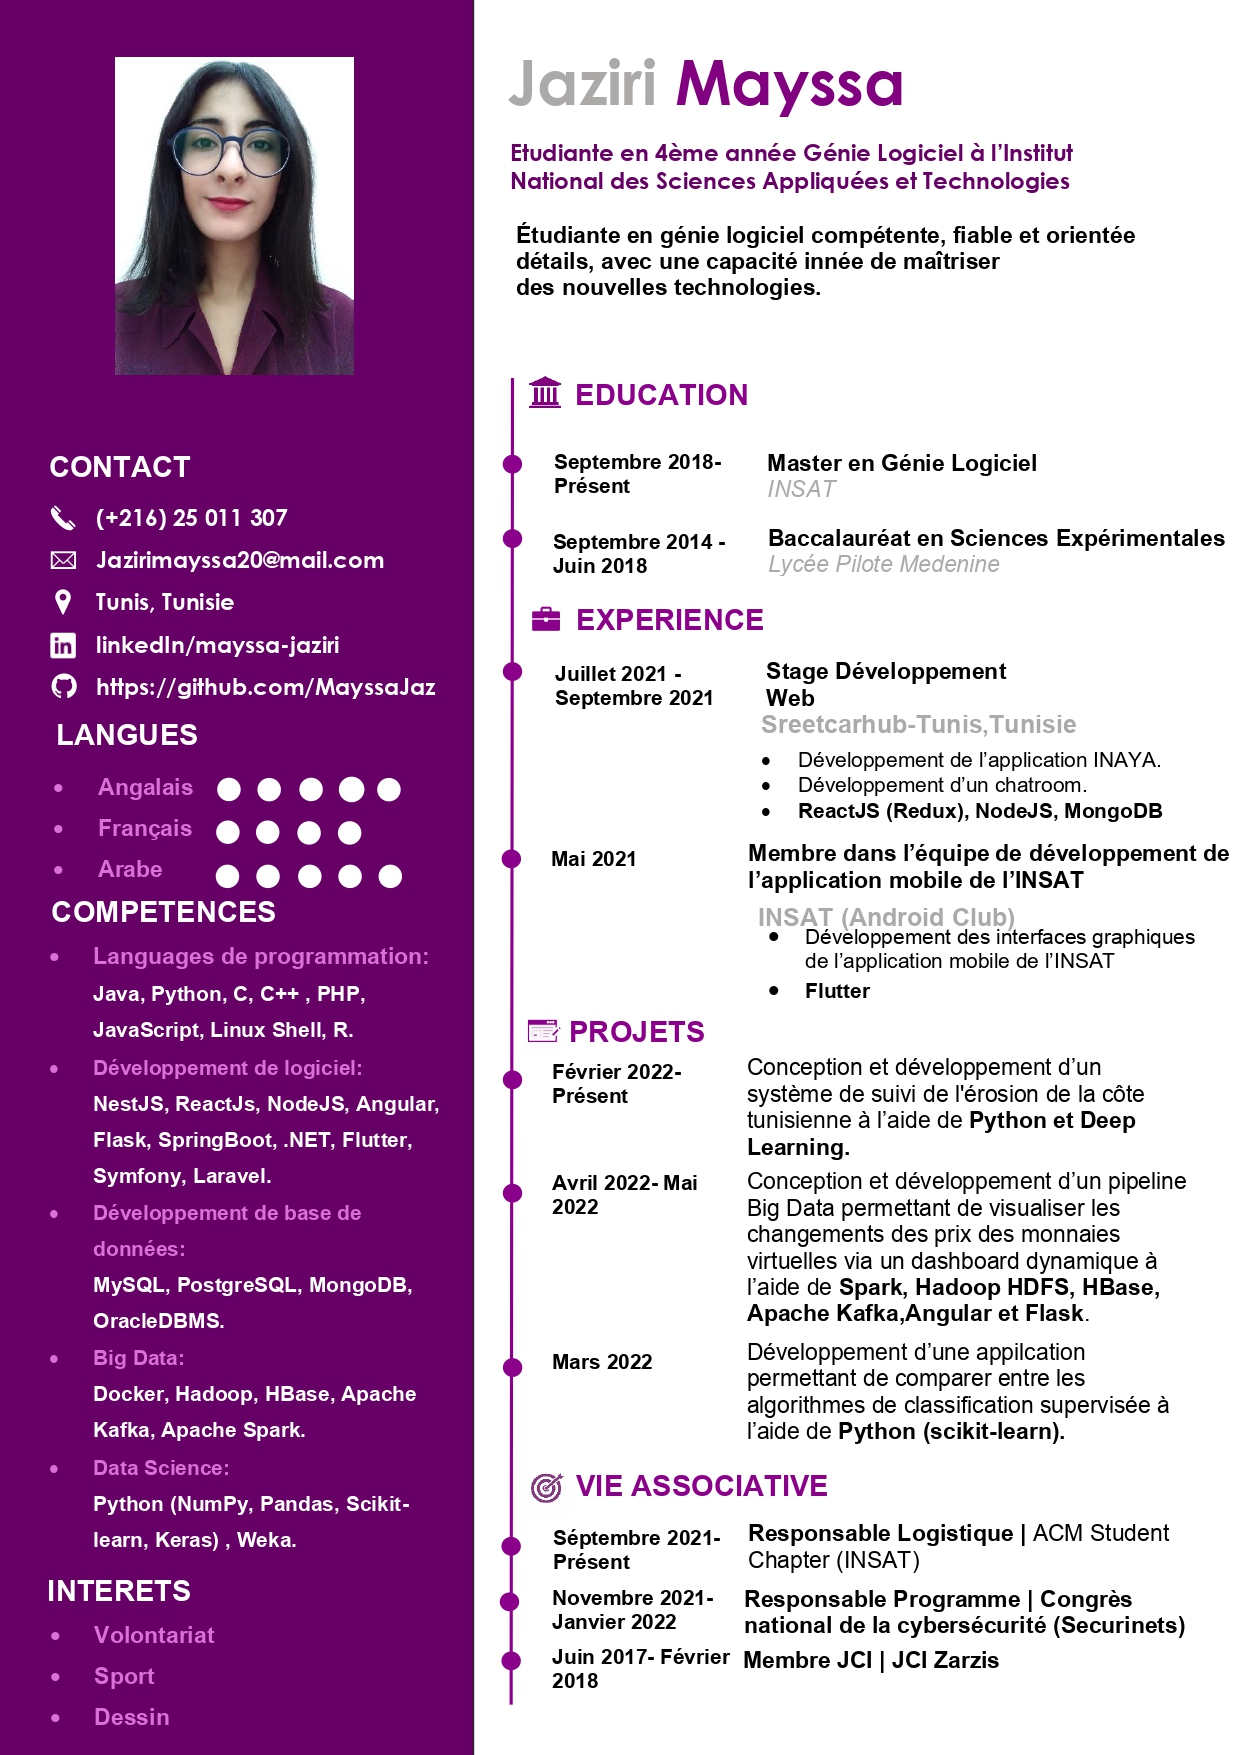 Jaziri Mayssa
Etudiante en 4ème année Génie Logiciel à l’Institut
National des Sciences Appliquées et Technologies
Étudiante en génie logiciel compétente, fiable et orientée
détails, avec une capacité innée de maîtriser
des nouvelles technologies.
CONTACT
(+216) 25 011 307
Jazirimayssa20@mail.com
Tunis, Tunisie
linkedIn/mayssa-jaziri
https://github.com/MayssaJaz
LANGUES
• Angalais
• Français
• Arabe
COMPETENCES
• Languages de programmation:
Java, Python, C, C++ , PHP,
JavaScript, Linux Shell, R.
• Développement de logiciel:
NestJS, ReactJs, NodeJS, Angular,
Flask, SpringBoot, .NET, Flutter,
Symfony, Laravel.
• Développement de base de
données:
MySQL, PostgreSQL, MongoDB,
OracleDBMS.
• Big Data:
Docker, Hadoop, HBase, Apache
Kafka, Apache Spark.
• Data Science:
Python (NumPy, Pandas, Scikit-
learn, Keras) , Weka.
INTERETS
• Volontariat
• Sport
• Dessin
EDUCATION
Septembre 2018-
Présent
Master en Génie Logiciel
INSAT
Septembre 2014 -
Juin 2018
Baccalauréat en Sciences Expérimentales
Lycée Pilote Medenine
EXPERIENCE
Juillet 2021 -
Septembre 2021
Stage Développement
Web
Sreetcarhub-Tunis,Tunisie
• Développement de l’application INAYA.
• Développement d’un chatroom.
• ReactJS (Redux), NodeJS, MongoDB
Mai 2021
Membre dans l’équipe de développement de
l’application mobile de l’INSAT
INSAT (Android Club)
• Développement des interfaces graphiques
de l’application mobile de l’INSAT
• Flutter
PROJETS
Février 2022-
Présent
Conception et développement d’un
système de suivi de l'érosion de la côte
tunisienne à l’aide de Python et Deep
Learning.
Avril 2022- Mai
2022
Conception et développement d’un pipeline
Big Data permettant de visualiser les
changements des prix des monnaies
virtuelles via un dashboard dynamique à
l’aide de Spark, Hadoop HDFS, HBase,
Apache Kafka,Angular et Flask.
Mars 2022
Développement d’une appilcation
permettant de comparer entre les
algorithmes de classification supervisée à
l’aide de Python (scikit-learn).
VIE ASSOCIATIVE
Séptembre 2021-
Présent
Responsable Logistique | ACM Student
Chapter (INSAT)
Novembre 2021-
Janvier 2022
Responsable Programme | Congrès
national de la cybersécurité (Securinets)
Juin 2017- Février
2018
Membre JCI | JCI Zarzis